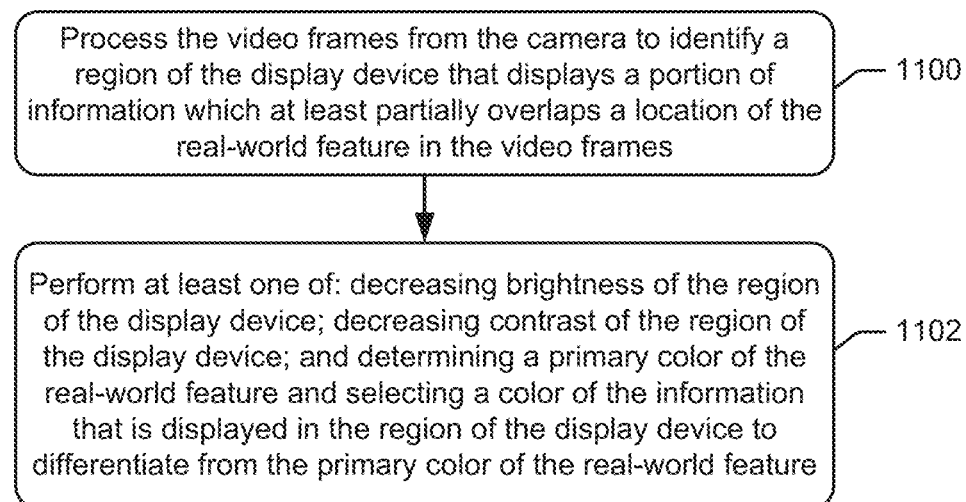 Process the video frames from the camera to identify a
region of the display device that displays a portion of
information which at least partially overlaps a location of the
real-world feature in the video frames
1100
Perform at least one of: decreasing brightness of the region
of the display device; decreasing contrast of the region of
the display device; and determining a primary color of the
real-world feature and selecting a color of the information
that is displayed in the region of the display device to
differentiate from the primary color of the real-world feature
1102